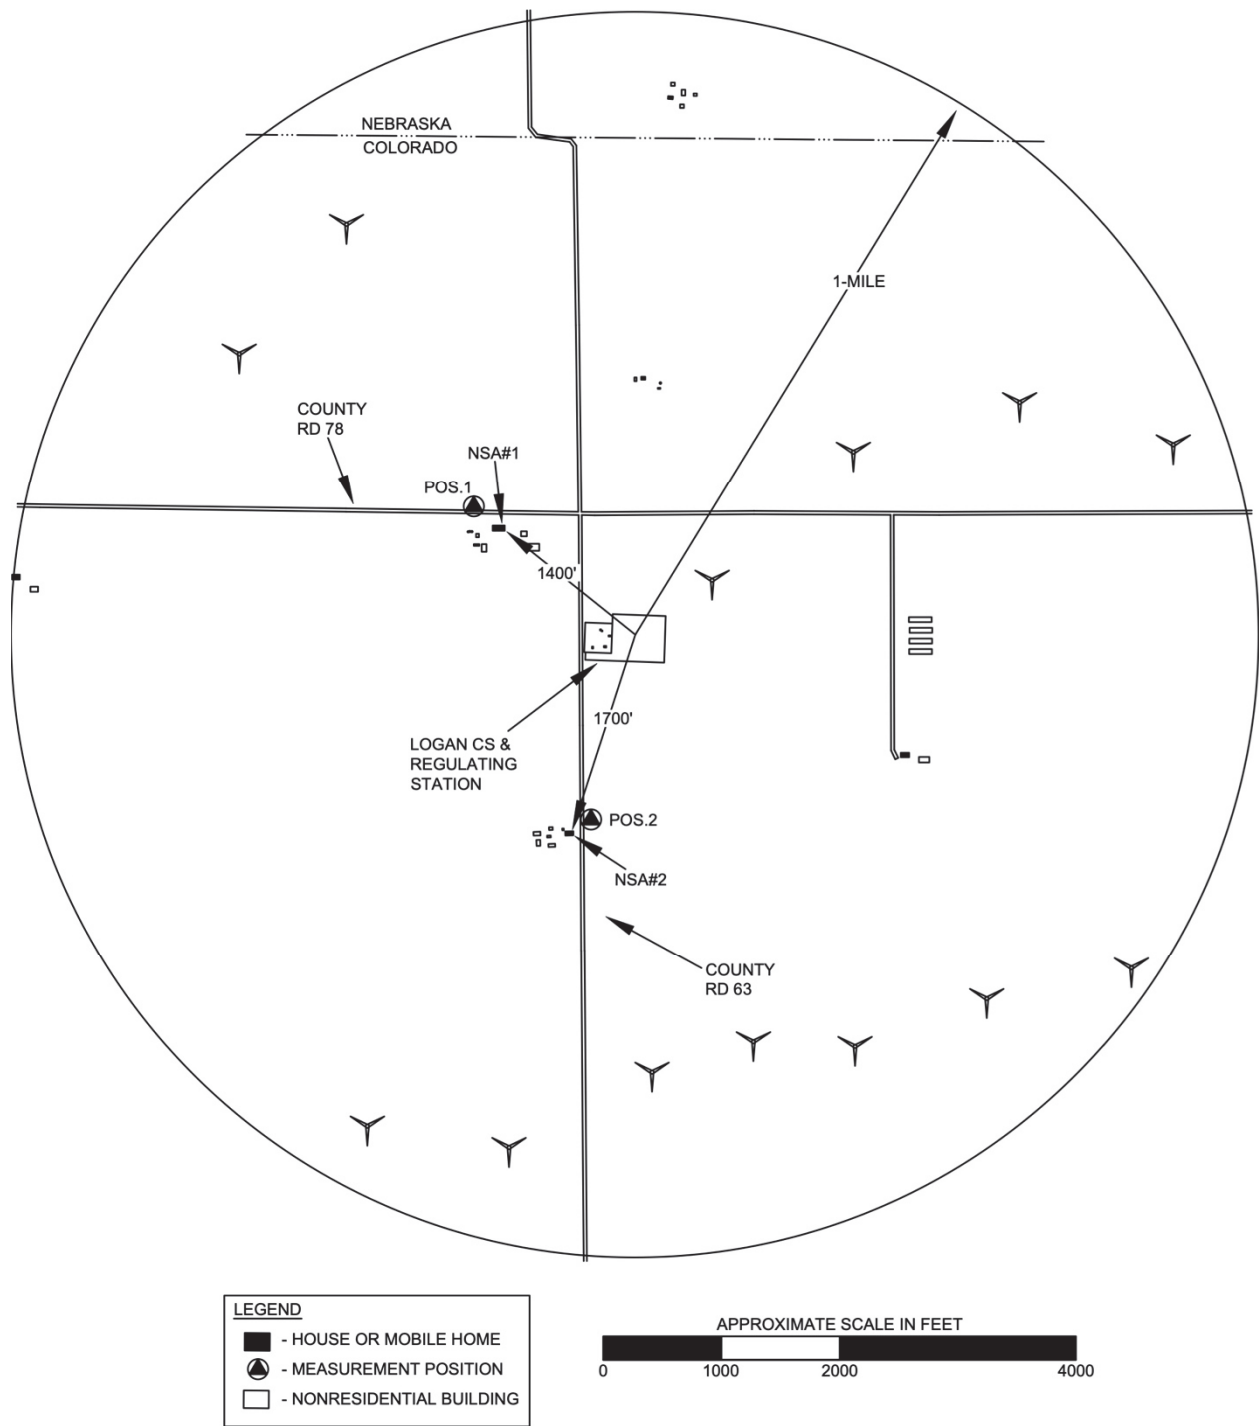 NEBRASKA
COLORADO
1-MILE
COUNTY
RD 78
NSA#1
POS.1
1400'
1700'
LOGAN CS &
REGULATING
STATION
POS.2
NSA#2
COUNTY
RD 63
LEGEND
- HOUSE OR MOBILE HOME
- MEASUREMENT POSITION
- NONRESIDENTIAL BUILDING
APPROXIMATE SCALE IN FEET
0 1000 2000 4000